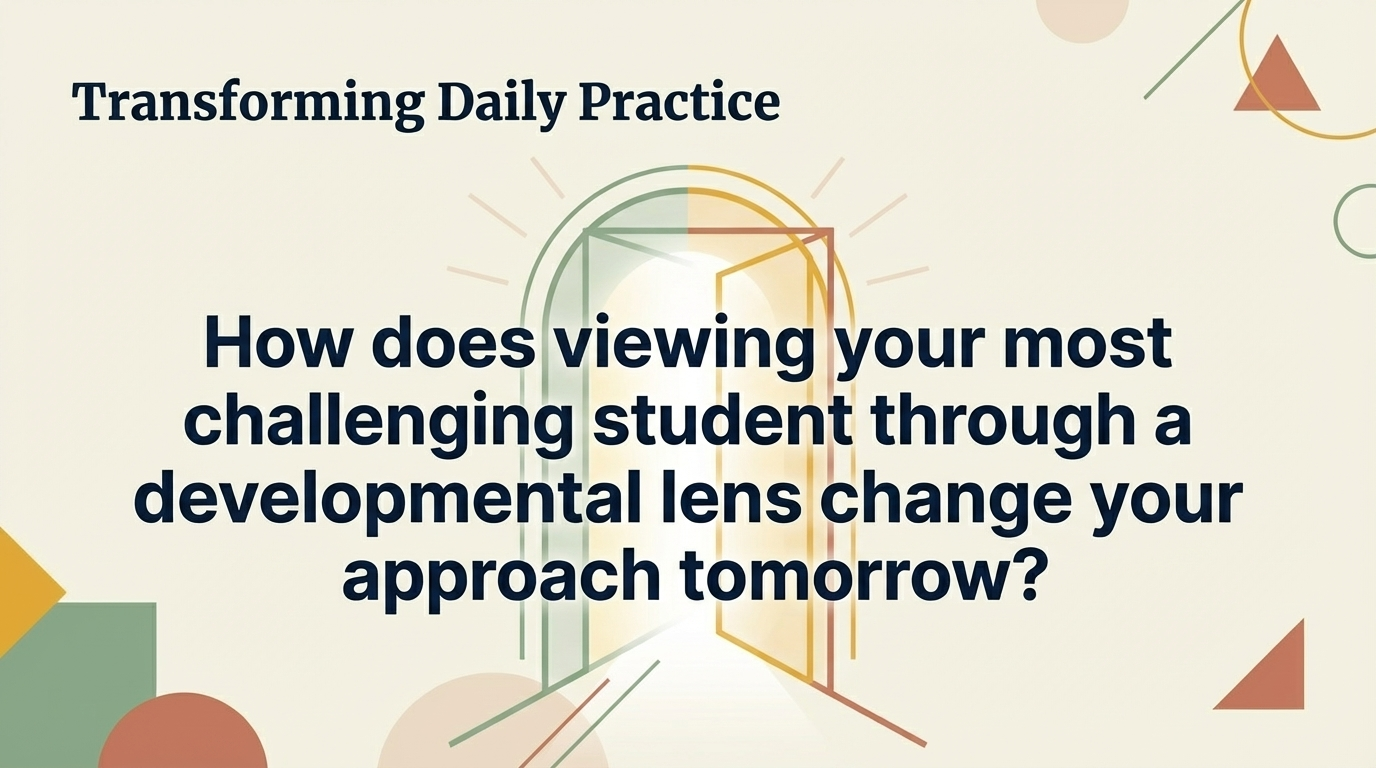 Transforming Daily Practice
How does viewing your most
challenging student through a
developmental lens change your
approach tomorrow?